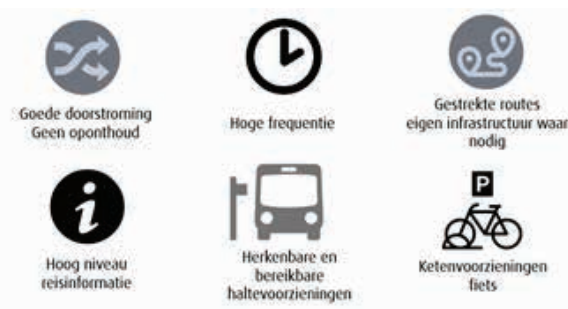 Goede doorstroming
Geen oponthoud
Hoge frequentie
Gestrekte routes
eigen infrastructuur waar
nodig
Hoog niveau
reisinformatie
Herkenbare en
bereikbare
haltevoorzieningen
P
Ketenvoorzieningen
fiets